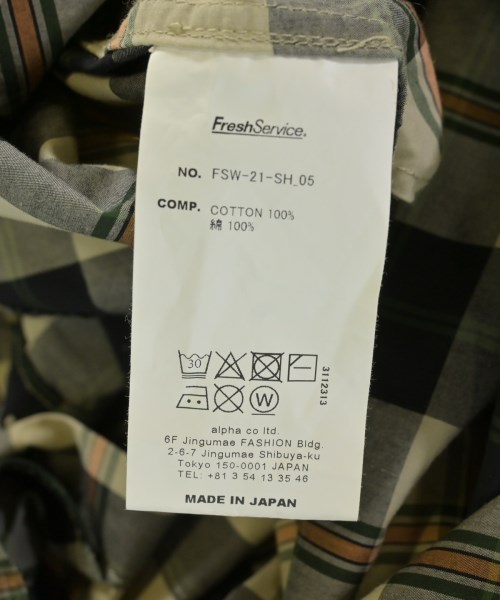 FreshService®
NO. FSW-21-SH_05
COMP. COTTON 100%
綿 100%
30
3112313
W
alpha co ltd.
6F Jingumae FASHION Bldg.
2-6-7 Jingumae Shibuya-ku
Tokyo 150-0001 JAPAN
TEL: +81 3 54 13 35 46
MADE IN JAPAN